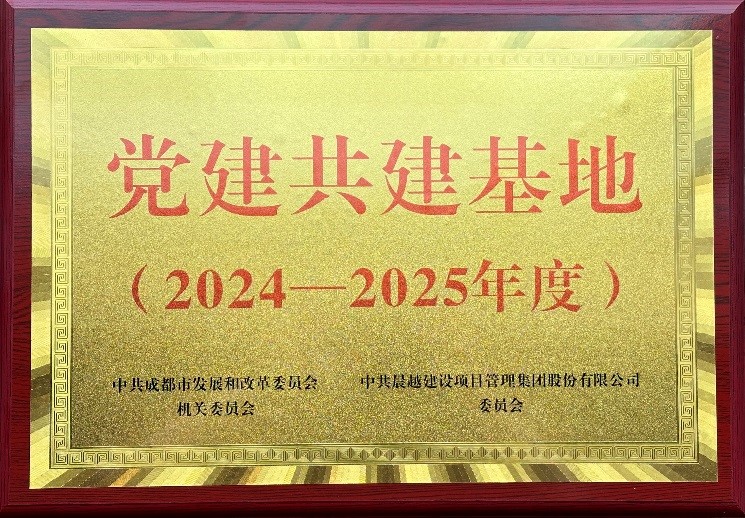 党建共建基地
（2024—2025年度）
中共成都市发展和改革委员会
机关委员会
中共晨越建设项目管理集团股份有限公司
委员会